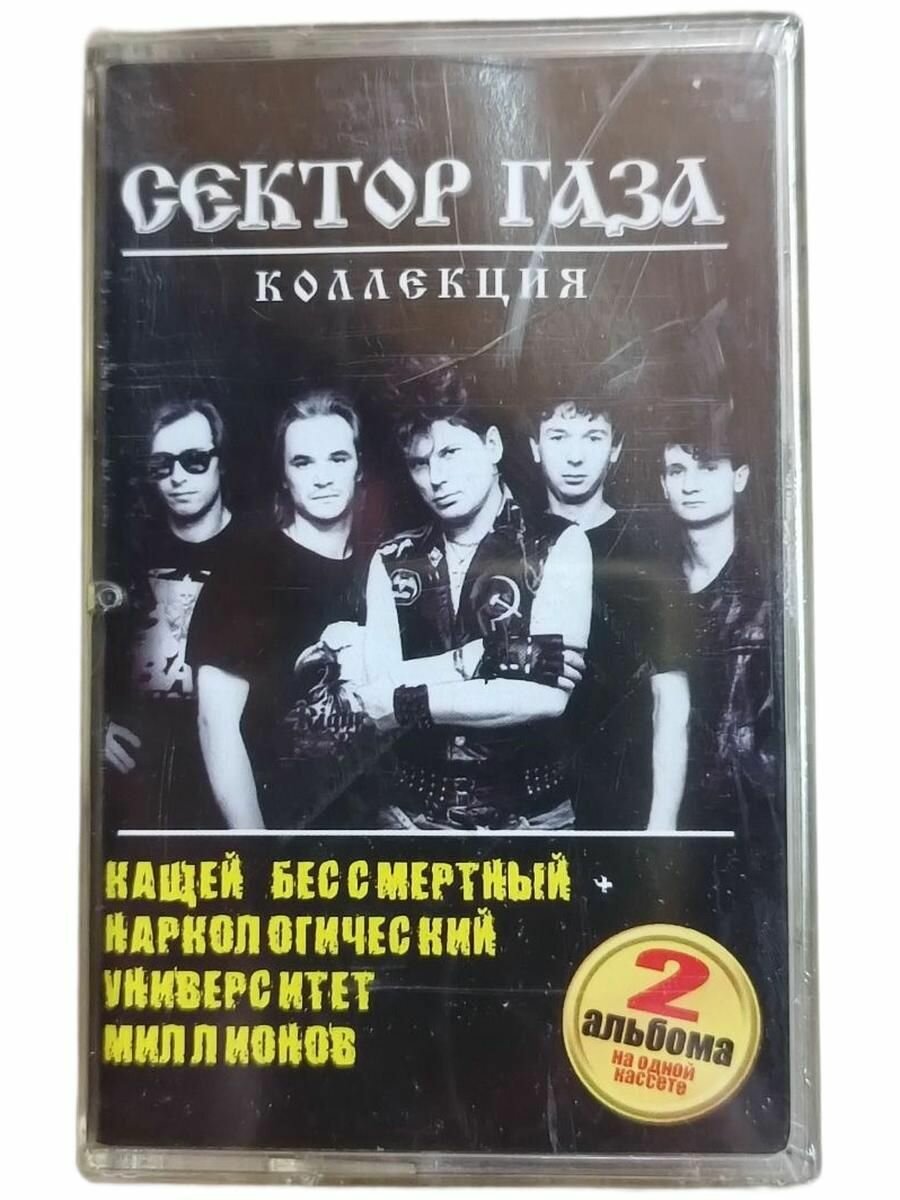 СЕКТОР ГАЗА
КОЛЛЕКЦИЯ
КАЩЕЙ БЕССМЕРТНЫЙ +
НАРКОЛОГИЧЕСКИЙ
УНИВЕРСИТЕТ
МИЛЛИОНОВ
2
альбома
на одной
кассете